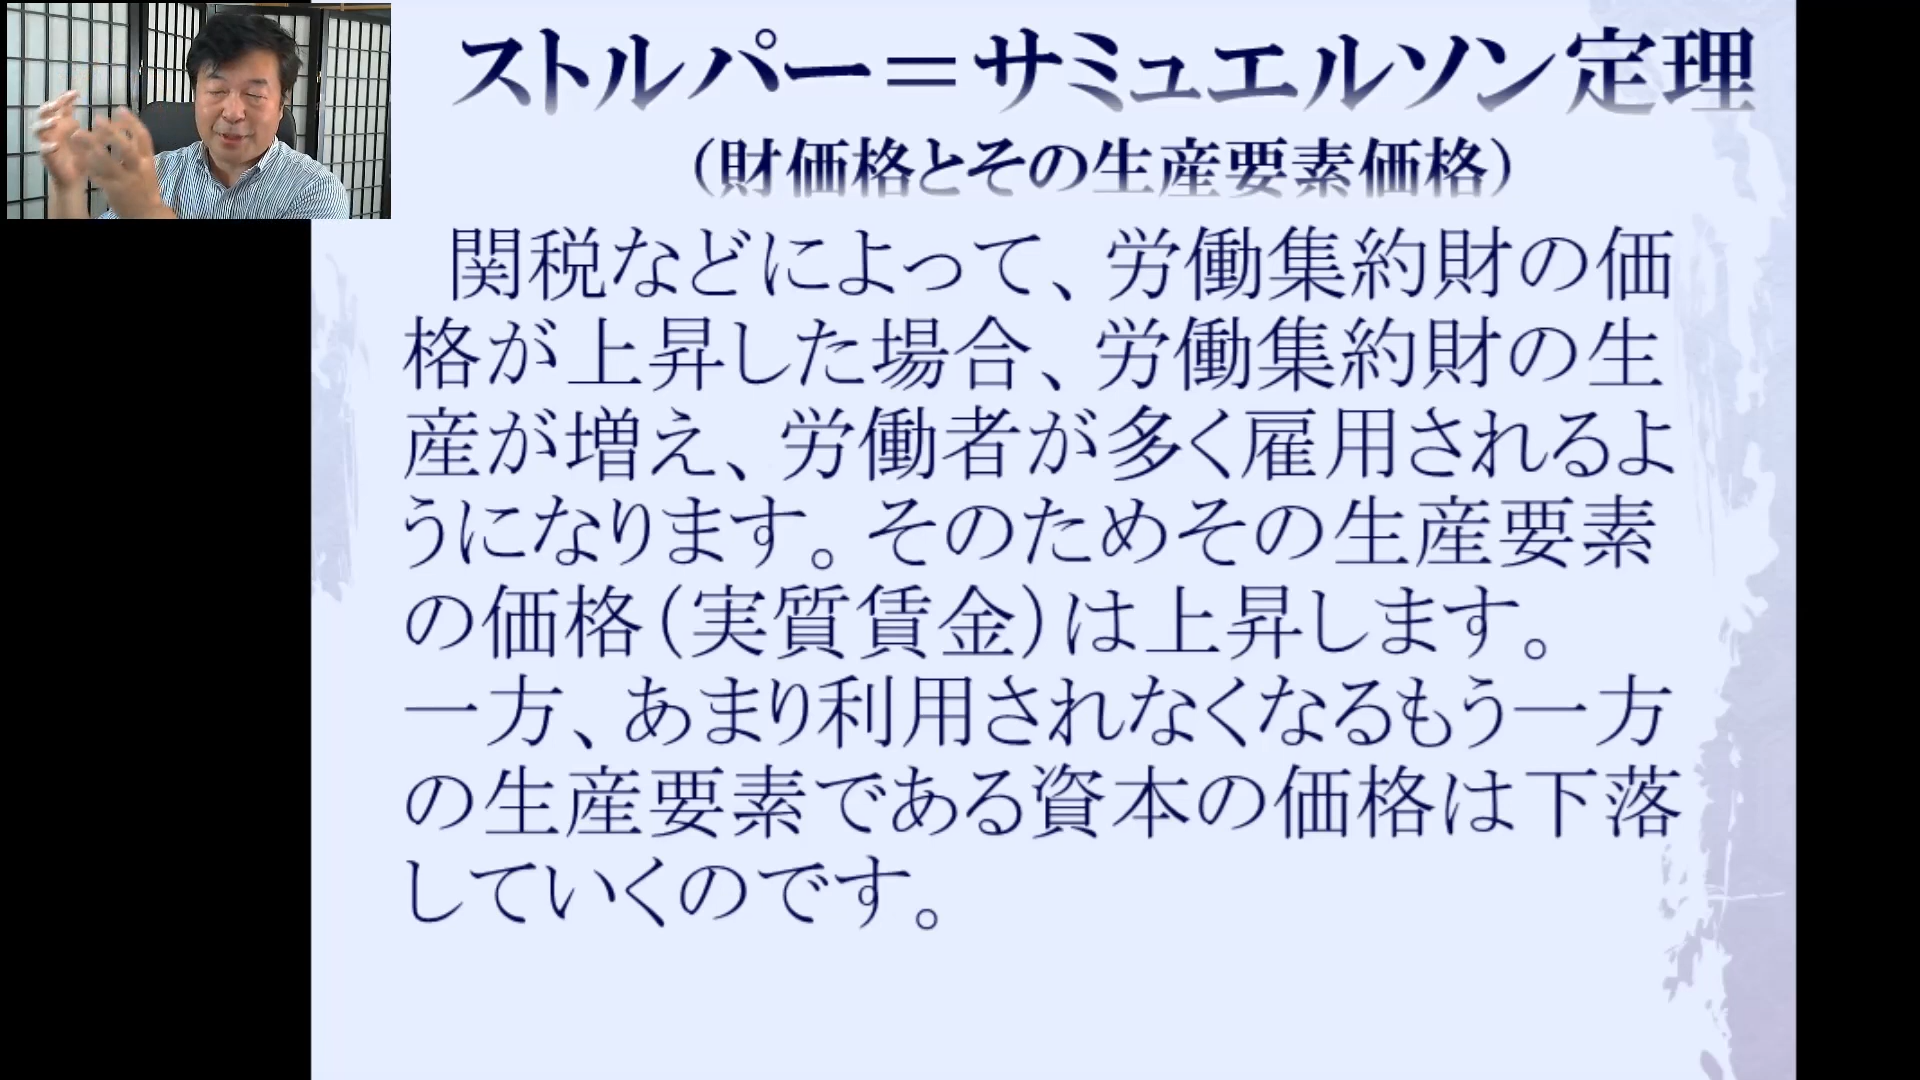 ストルパー＝サミュエルソン定理
（財価格とその生産要素価格）
関税などによって、労働集約財の価
格が上昇した場合、労働集約財の生
産が増え、労働者が多く雇用されるよ
うになります。そのためその生産要素
の価格（実質賃金）は上昇します。
一方、あまり利用されなくなるもう一方
の生産要素である資本の価格は下落
していくのです。